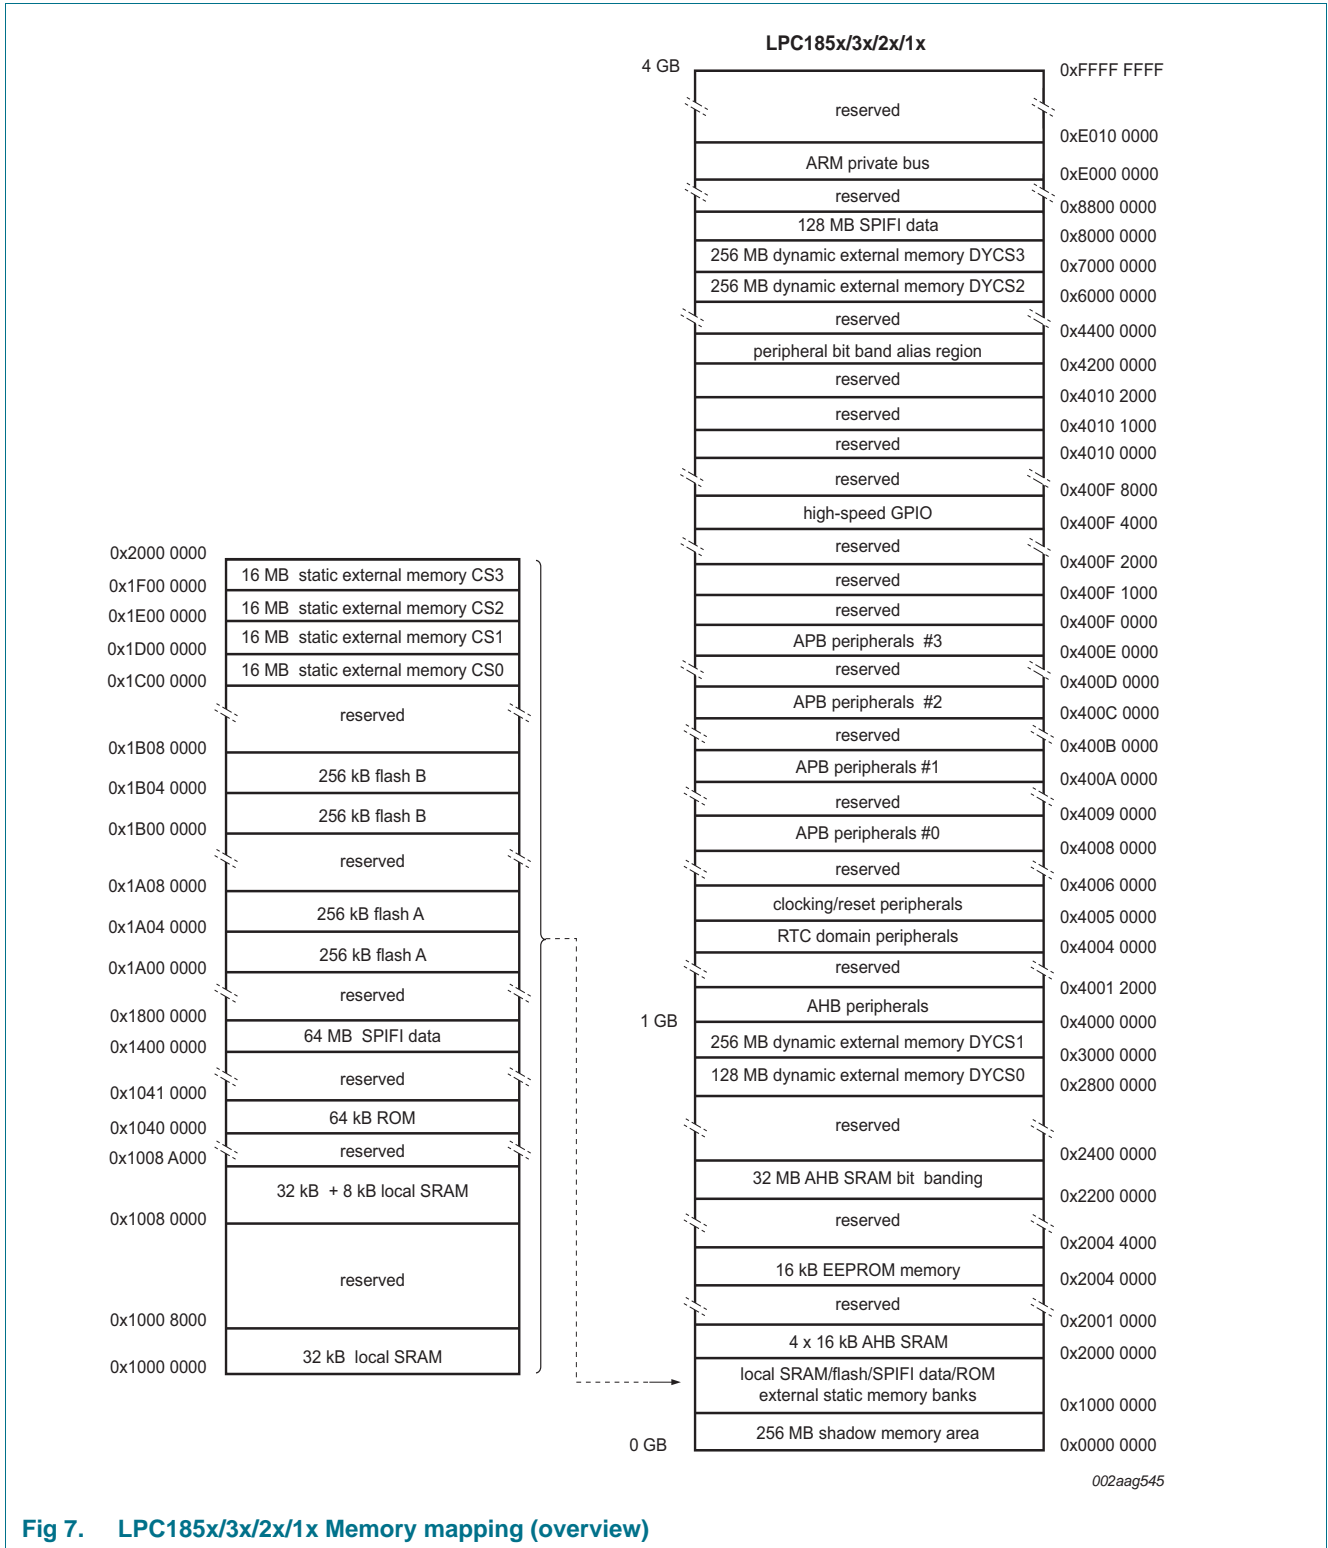 LPC185x/3x/2x/1x
4 GB
0xFFFF FFFF
reserved
0xE010 0000
ARM private bus
0xE000 0000
reserved
0x8800 0000
128 MB SPIFI data
0x8000 0000
256 MB dynamic external memory DYCS3
0x7000 0000
256 MB dynamic external memory DYCS2
0x6000 0000
reserved
0x4400 0000
peripheral bit band alias region
0x4200 0000
reserved
0x4010 2000
reserved
0x4010 1000
reserved
0x4010 0000
reserved
0x400F 8000
high-speed GPIO
0x400F 4000
reserved
0x400F 2000
reserved
0x400F 1000
reserved
0x400F 0000
APB peripherals #3
0x400E 0000
reserved
0x400D 0000
APB peripherals #2
0x400C 0000
reserved
0x400B 0000
APB peripherals #1
0x400A 0000
reserved
0x4009 0000
APB peripherals #0
0x4008 0000
reserved
0x4006 0000
clocking/reset peripherals
0x4005 0000
RTC domain peripherals
0x4004 0000
reserved
0x4001 2000
AHB peripherals
1 GB
0x4000 0000
256 MB dynamic external memory DYCS1
0x3000 0000
128 MB dynamic external memory DYCS0
0x2800 0000
reserved
0x2400 0000
32 MB AHB SRAM bit banding
0x2200 0000
reserved
0x2004 4000
16 kB EEPROM memory
0x2004 0000
reserved
0x2001 0000
4 x 16 kB AHB SRAM
0x2000 0000
local SRAM/flash/SPIFI data/ROM
external static memory banks
0x1000 0000
256 MB shadow memory area
0 GB
0x0000 0000
0x2000 0000
16 MB static external memory CS3
0x1F00 0000
16 MB static external memory CS2
0x1E00 0000
16 MB static external memory CS1
0x1D00 0000
16 MB static external memory CS0
0x1C00 0000
reserved
0x1B08 0000
256 kB flash B
0x1B04 0000
256 kB flash B
0x1B00 0000
reserved
0x1A08 0000
256 kB flash A
0x1A04 0000
256 kB flash A
0x1A00 0000
reserved
0x1800 0000
64 MB SPIFI data
0x1400 0000
reserved
0x1041 0000
64 kB ROM
0x1040 0000
reserved
0x1008 A000
32 kB + 8 kB local SRAM
0x1008 0000
reserved
0x1000 8000
32 kB local SRAM
0x1000 0000
002aag545
Fig 7. LPC185x/3x/2x/1x Memory mapping (overview)